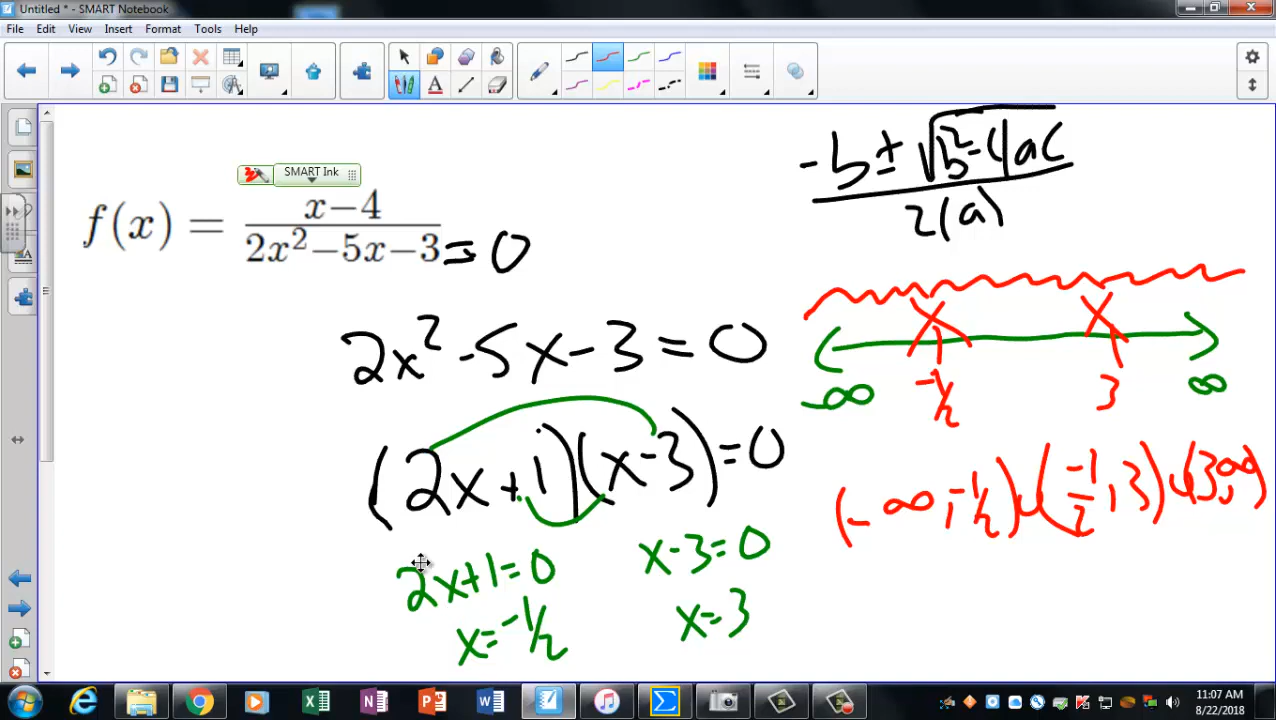 Untitled * - SMART Notebook
File Edit View Insert Format Tools Help
SMART Ink
f(x) = x−4 / 2x²−5x−3 = 0
-b ± √b²-4ac / 2(a)
2x² -5x-3 = 0
(2x+1)(x-3)=0
2x+1=0 x-3=0
x=-1/2 x=3
-∞ -1/2 3 ∞
(-∞,-1/2)∪(-1/2,3)∪(3,∞)
11:07 AM
8/22/2018